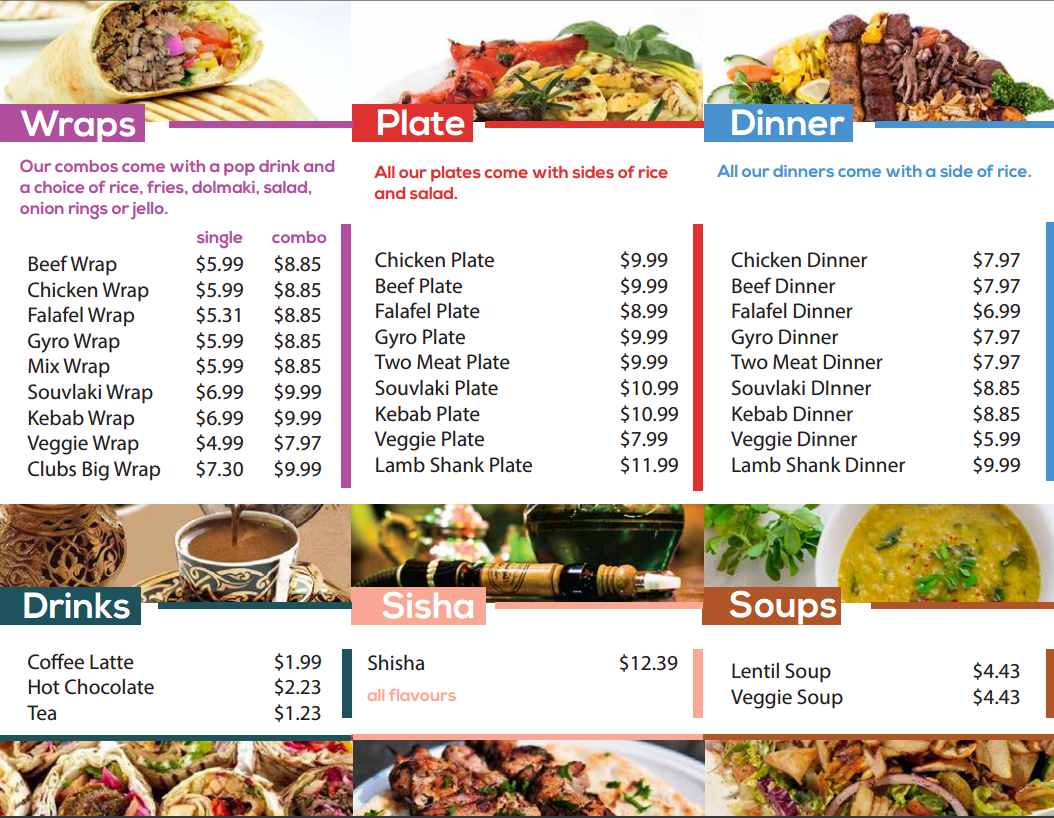 Wraps
Our combos come with a pop drink and
a choice of rice, fries, dolmaki, salad,
onion rings or jello.
single combo
Beef Wrap $5.99 $8.85
Chicken Wrap $5.99 $8.85
Falafel Wrap $5.31 $8.85
Gyro Wrap $5.99 $8.85
Mix Wrap $5.99 $8.85
Souvlaki Wrap $6.99 $9.99
Kebab Wrap $6.99 $9.99
Veggie Wrap $4.99 $7.97
Clubs Big Wrap $7.30 $9.99
Plate
All our plates come with sides of rice
and salad.
Chicken Plate $9.99
Beef Plate $9.99
Falafel Plate $8.99
Gyro Plate $9.99
Two Meat Plate $9.99
Souvlaki Plate $10.99
Kebab Plate $10.99
Veggie Plate $7.99
Lamb Shank Plate $11.99
Dinner
All our dinners come with a side of rice.
Chicken Dinner $7.97
Beef Dinner $7.97
Falafel Dinner $6.99
Gyro Dinner $7.97
Two Meat Dinner $7.97
Souvlaki DInner $8.85
Kebab Dinner $8.85
Veggie Dinner $5.99
Lamb Shank Dinner $9.99
Drinks
Coffee Latte $1.99
Hot Chocolate $2.23
Tea $1.23
Sisha
Shisha $12.39
all flavours
Soups
Lentil Soup $4.43
Veggie Soup $4.43